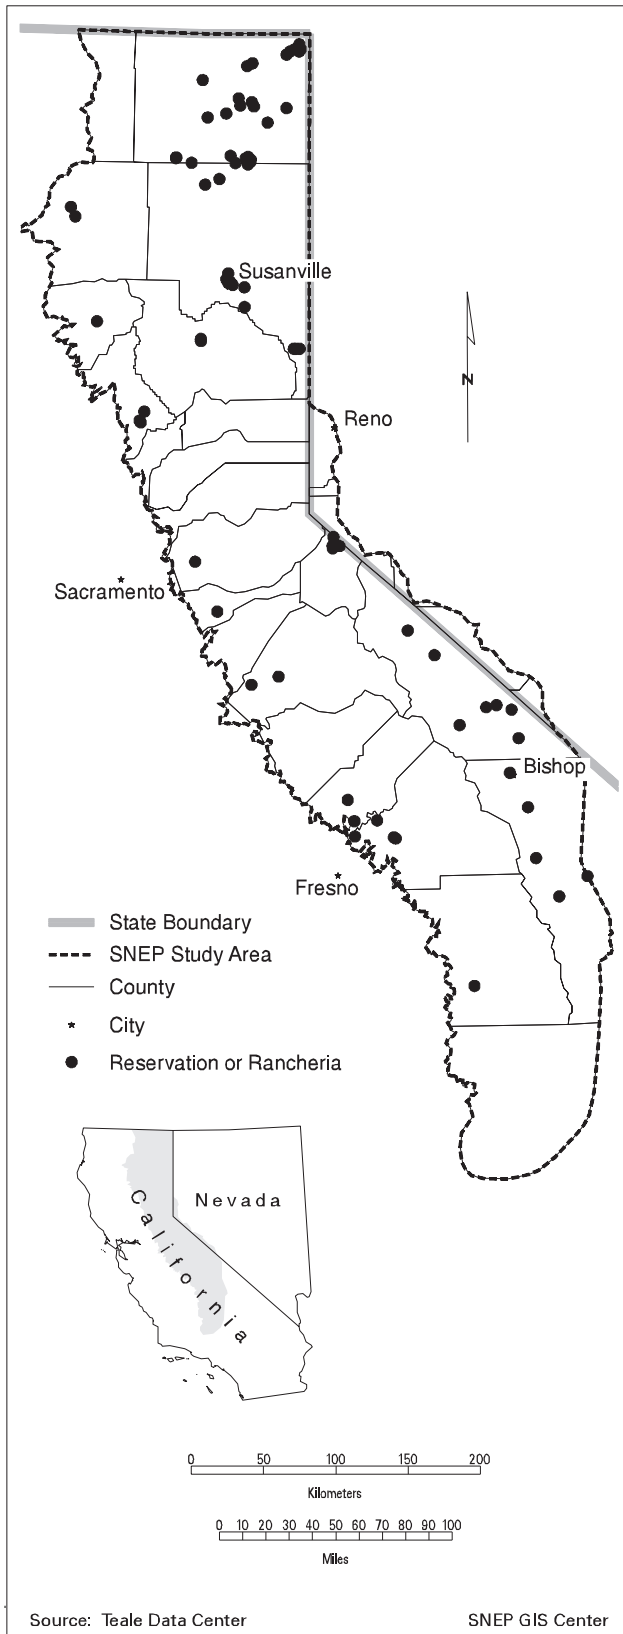 Susanville
N
Reno
Sacramento
Bishop
Fresno
State Boundary
SNEP Study Area
County
City
Reservation or Rancheria
Nevada
California
0 50 100 150 200
Kilometers
0 10 20 30 40 50 60 70 80 90 100
Miles
Source: Teale Data Center SNEP GIS Center